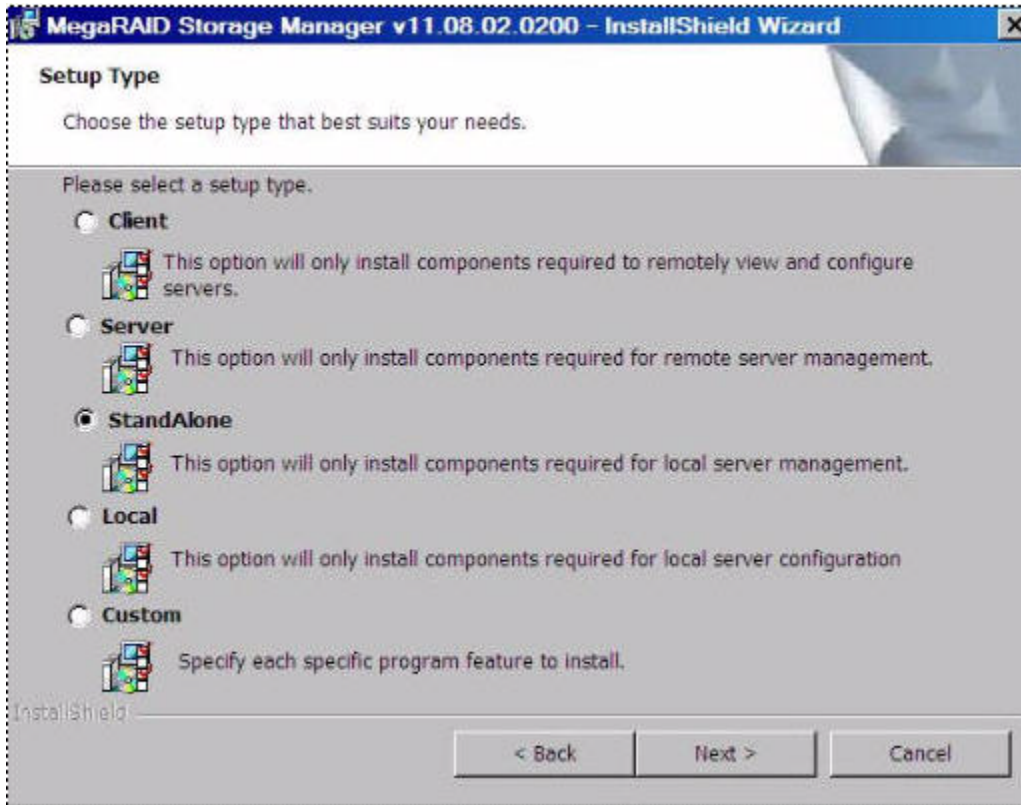 MegaRAID Storage Manager v11.08.02.0200 - InstallShield Wizard
Setup Type
Choose the setup type that best suits your needs.
Please select a setup type.
Client
This option will only install components required to remotely view and configure
servers.
Server
This option will only install components required for remote server management.
StandAlone
This option will only install components required for local server management.
Local
This option will only install components required for local server configuration
Custom
Specify each specific program feature to install.
InstallShield
< Back
Next >
Cancel